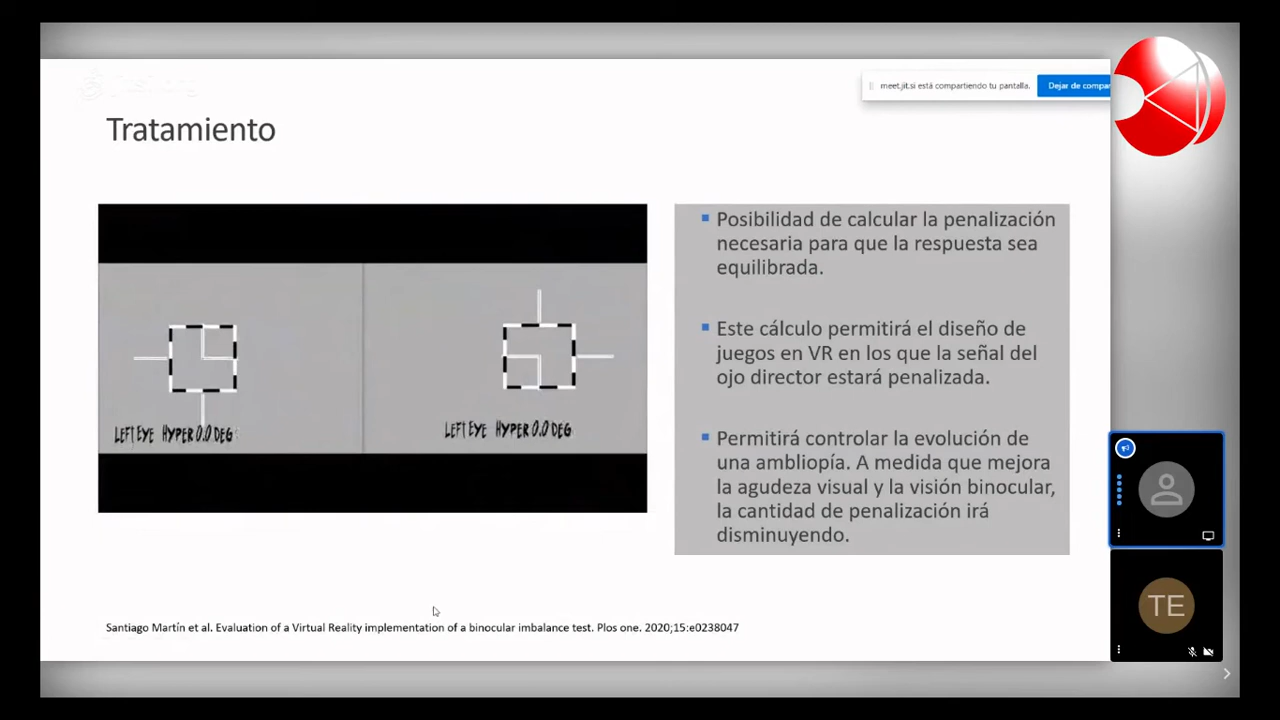 meet.jit.si está compartiendo tu pantalla.
Dejar de compar
Tratamiento
LEFT EYE HYPER 0.0 DEG
LEFT EYE HYPER 0.0 DEG
Posibilidad de calcular la penalización
necesaria para que la respuesta sea
equilibrada.
Este cálculo permitirá el diseño de
juegos en VR en los que la señal del
ojo director estará penalizada.
Permitirá controlar la evolución de
una ambliopía. A medida que mejora
la agudeza visual y la visión binocular,
la cantidad de penalización irá
disminuyendo.
TE
Santiago Martín et al. Evaluation of a Virtual Reality implementation of a binocular imbalance test. Plos one. 2020;15:e0238047